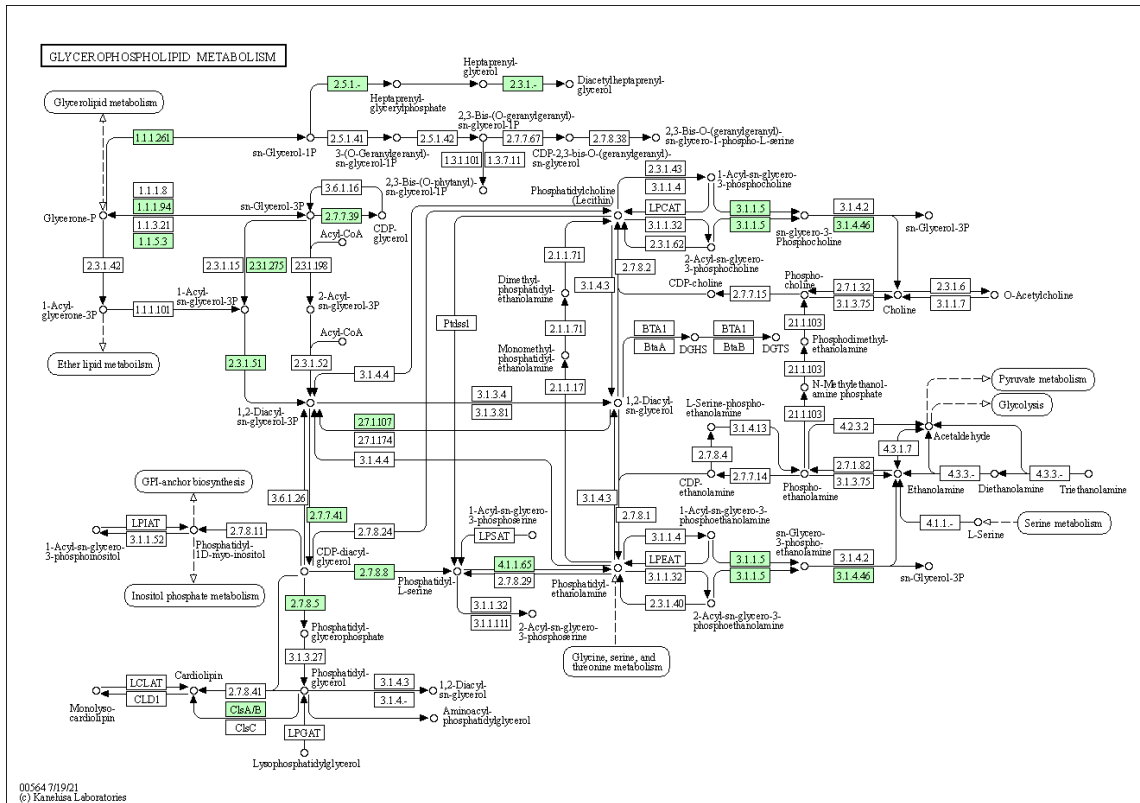 GLYCEROPHOSPHOLIPID METABOLISM
Glycerolipid metabolism
2.5.1.-
Heptaprenyl-
glycerylphosphate
Heptaprenyl-
glycerol
2.3.1.-
Diacetylheptaprenyl-
glycerol
1.1.1.261
sn-Glycerol-1P
2.5.1.41
3-(O-Geranylgeranyl)-
sn-glycerol-1P
2.5.1.42
2,3-Bis-(O-geranylgeranyl)-
sn-glycerol-1P
2.7.7.67
CDP-2,3-bis-O-(geranylgeranyl)-
sn-glycerol
2.7.8.38
2,3-Bis-O-(geranylgeranyl)-
sn-glycero-1-phospho-L-serine
1.3.1.101
1.3.7.11
2,3-Bis-(O-phytanyl)-
sn-glycerol-1P
1.1.1.8
1.1.1.94
Glycerone-P
1.1.3.21
1.1.5.3
sn-Glycerol-3P
3.6.1.16
2.7.7.39
CDP-
glycerol
Acyl-CoA
2.3.1.42
2.3.1.15
2.3.1.275
2.3.1.198
1-Acyl-
glycerone-3P
1.1.1.101
1-Acyl-
sn-glycerol-3P
2-Acyl-
sn-glycerol-3P
Acyl-CoA
Ether lipid metaboilsm
2.3.1.51
2.3.1.52
1,2-Diacyl-
sn-glycerol-3P
3.1.4.4
Ptdss1
3.1.3.4
3.1.3.81
2.7.1.107
2.7.1.174
3.1.4.4
Phosphatidylcholine
(Lecithin)
2.3.1.43
3.1.1.4
LPCAT
3.1.1.32
2.3.1.62
1-Acyl-sn-glycero-
3-phosphocholine
2-Acyl-sn-glycero-
3-phosphocholine
3.1.1.5
3.1.1.5
sn-glycero-3-
Phosphocholine
3.1.4.2
3.1.4.46
sn-Glycerol-3P
2.1.1.71
Dimethyl-
phosphatidyl-
ethanolamine
2.1.1.71
Monomethyl-
phosphatidyl-
ethanolamine
2.1.1.17
3.1.4.3
2.7.8.2
CDP-choline
2.7.7.15
Phospho-
choline
2.7.1.32
3.1.3.75
Choline
2.3.1.6
3.1.1.7
O-Acetylcholine
BTA1
BtaA
DGHS
BTA1
BtaB
DGTS
2.1.1.103
Phosphodimethyl-
ethanolamine
2.1.1.103
N-Methylethanol-
amine phosphate
2.1.1.103
Pyruvate metabolism
Glycolysis
1,2-Diacyl-
sn-glycerol
L-Serine-phospho-
ethanolamine
3.1.4.13
4.2.3.2
Acetaldehyde
4.3.1.7
2.7.8.4
CDP-
ethanolamine
2.7.7.14
Phospho-
ethanolamine
2.7.1.82
3.1.3.75
Ethanolamine
4.3.3.-
Diethanolamine
4.3.3.-
Triethanolamine
4.1.1.-
L-Serine
Serine metabolism
GPI-anchor biosynthesis
3.6.1.26
2.7.7.41
2.7.8.24
3.1.4.3
2.7.8.1
LPIAT
3.1.1.52
1-Acyl-sn-glycero-
3-phosphoinositol
Phosphatidyl-
1D-myo-inositol
2.7.8.11
CDP-diacyl-
glycerol
Inositol phosphate metabolism
1-Acyl-sn-glycero-
3-phosphoserine
LPSAT
2.7.8.8
Phosphatidyl-
L-serine
4.1.1.65
2.7.8.29
Phosphatidyl-
ethanolamine
3.1.1.32
3.1.1.111
2-Acyl-sn-glycero-
3-phosphoserine
1-Acyl-sn-glycero-3-
phosphoethanolamine
3.1.1.4
LPEAT
3.1.1.32
2.3.1.40
2-Acyl-sn-glycero-3-
phosphoethanolamine
3.1.1.5
3.1.1.5
sn-Glycero-
3-phospho-
ethanolamine
3.1.4.2
3.1.4.46
sn-Glycerol-3P
Glycine, serine, and
threonine metabolism
2.7.8.5
Phosphatidyl-
glycerophosphate
3.1.3.27
Phosphatidyl-
glycerol
Cardiolipin
LCLAT
CLD1
Monolyso-
cardiolipin
2.7.8.41
ClsA/B
ClsC
3.1.4.3
3.1.4.-
1,2-Diacyl-
sn-glycerol
Aminoacyl-
phosphatidylglycerol
LPGAT
Lysophosphatidylglycerol
00564 7/19/21
(c) Kanehisa Laboratories